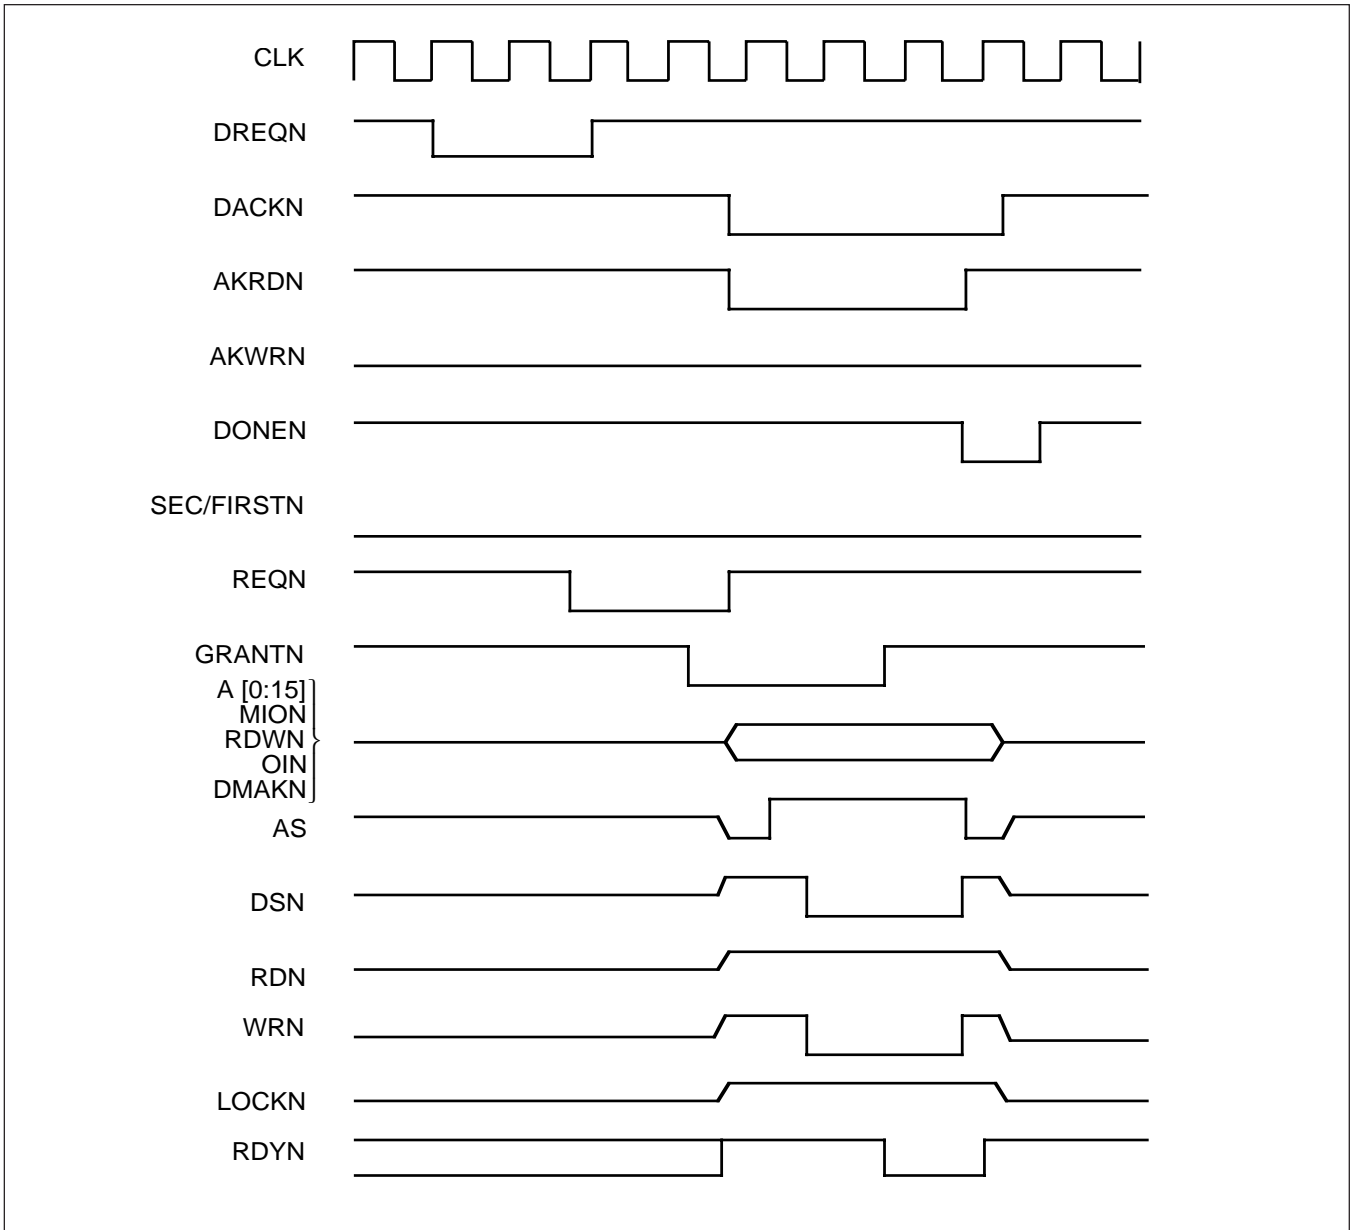 CLK
DREQN
DACKN
AKRDN
AKWRN
DONEN
SEC/FIRSTN
REQN
GRANTN
A [0:15]
MION
RDWN
OIN
DMAKN
AS
DSN
RDN
WRN
LOCKN
RDYN